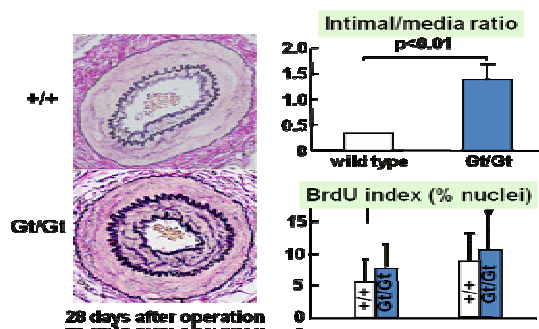 +/+
Gt/Gt
28 days after operation
Intimal/media ratio
p<0.01
2.0
1.5
1.0
0.5
0
wild type
Gt/Gt
BrdU index (% nuclei)
15
10
5
0
+/+
Gt/Gt
+/+
Gt/Gt